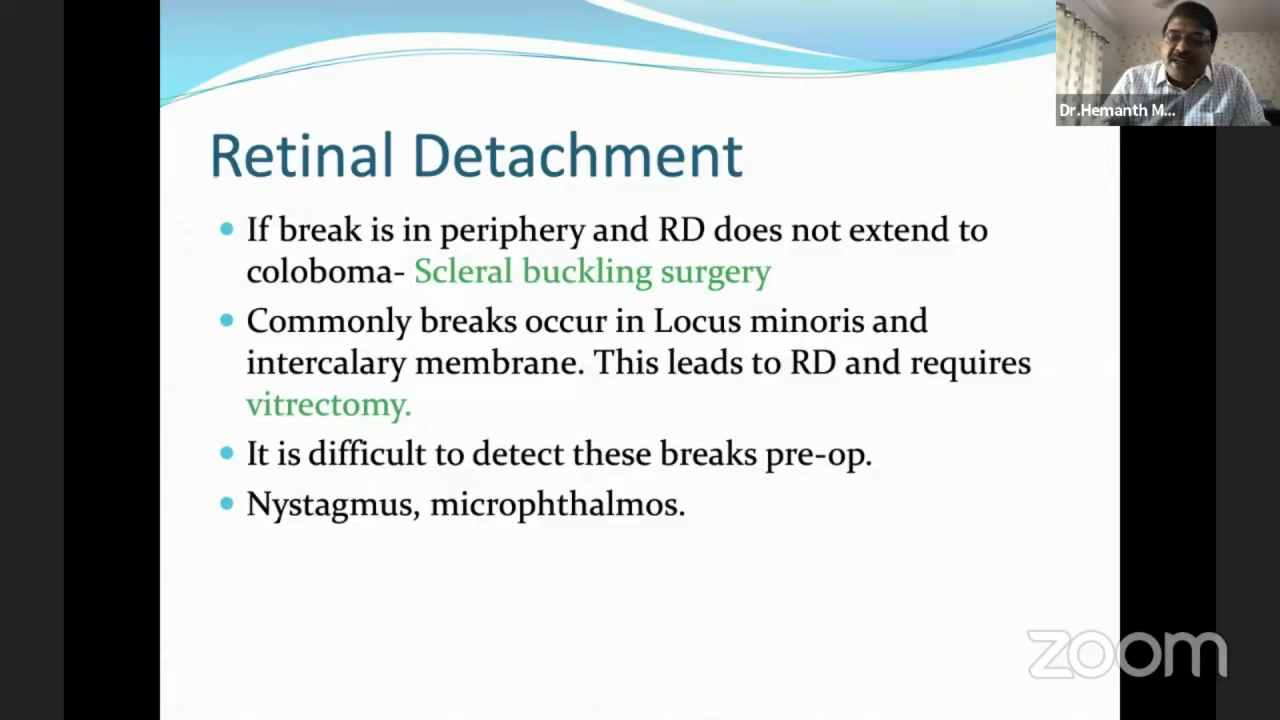 Dr.Hemanth M...
Retinal Detachment
If break is in periphery and RD does not extend to
coloboma- Scleral buckling surgery
Commonly breaks occur in Locus minoris and
intercalary membrane. This leads to RD and requires
vitrectomy.
It is difficult to detect these breaks pre-op.
Nystagmus, microphthalmos.
zoom